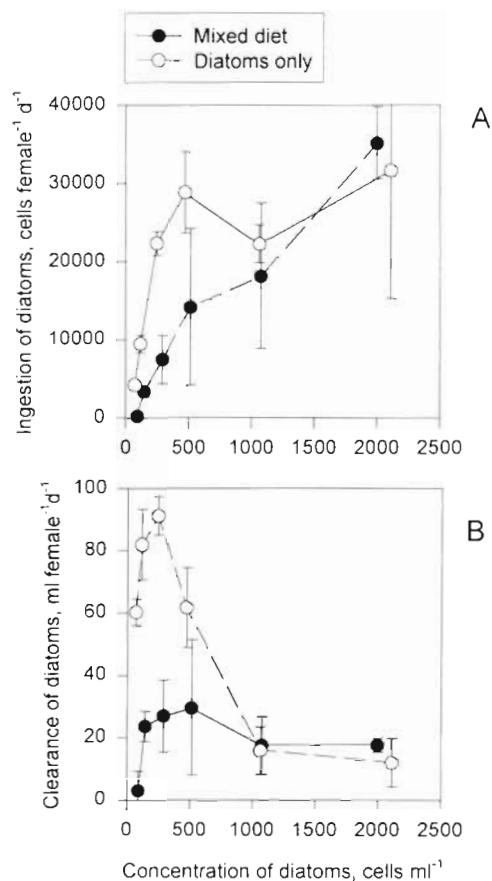 Mixed diet
Diatoms only
A
Ingestion of diatoms, cells female⁻¹ d⁻¹
40000
30000
20000
10000
0
0 500 1000 1500 2000 2500
B
Clearance of diatoms, ml female⁻¹d⁻¹
100
80
60
40
20
0
0 500 1000 1500 2000 2500
Concentration of diatoms, cells ml⁻¹